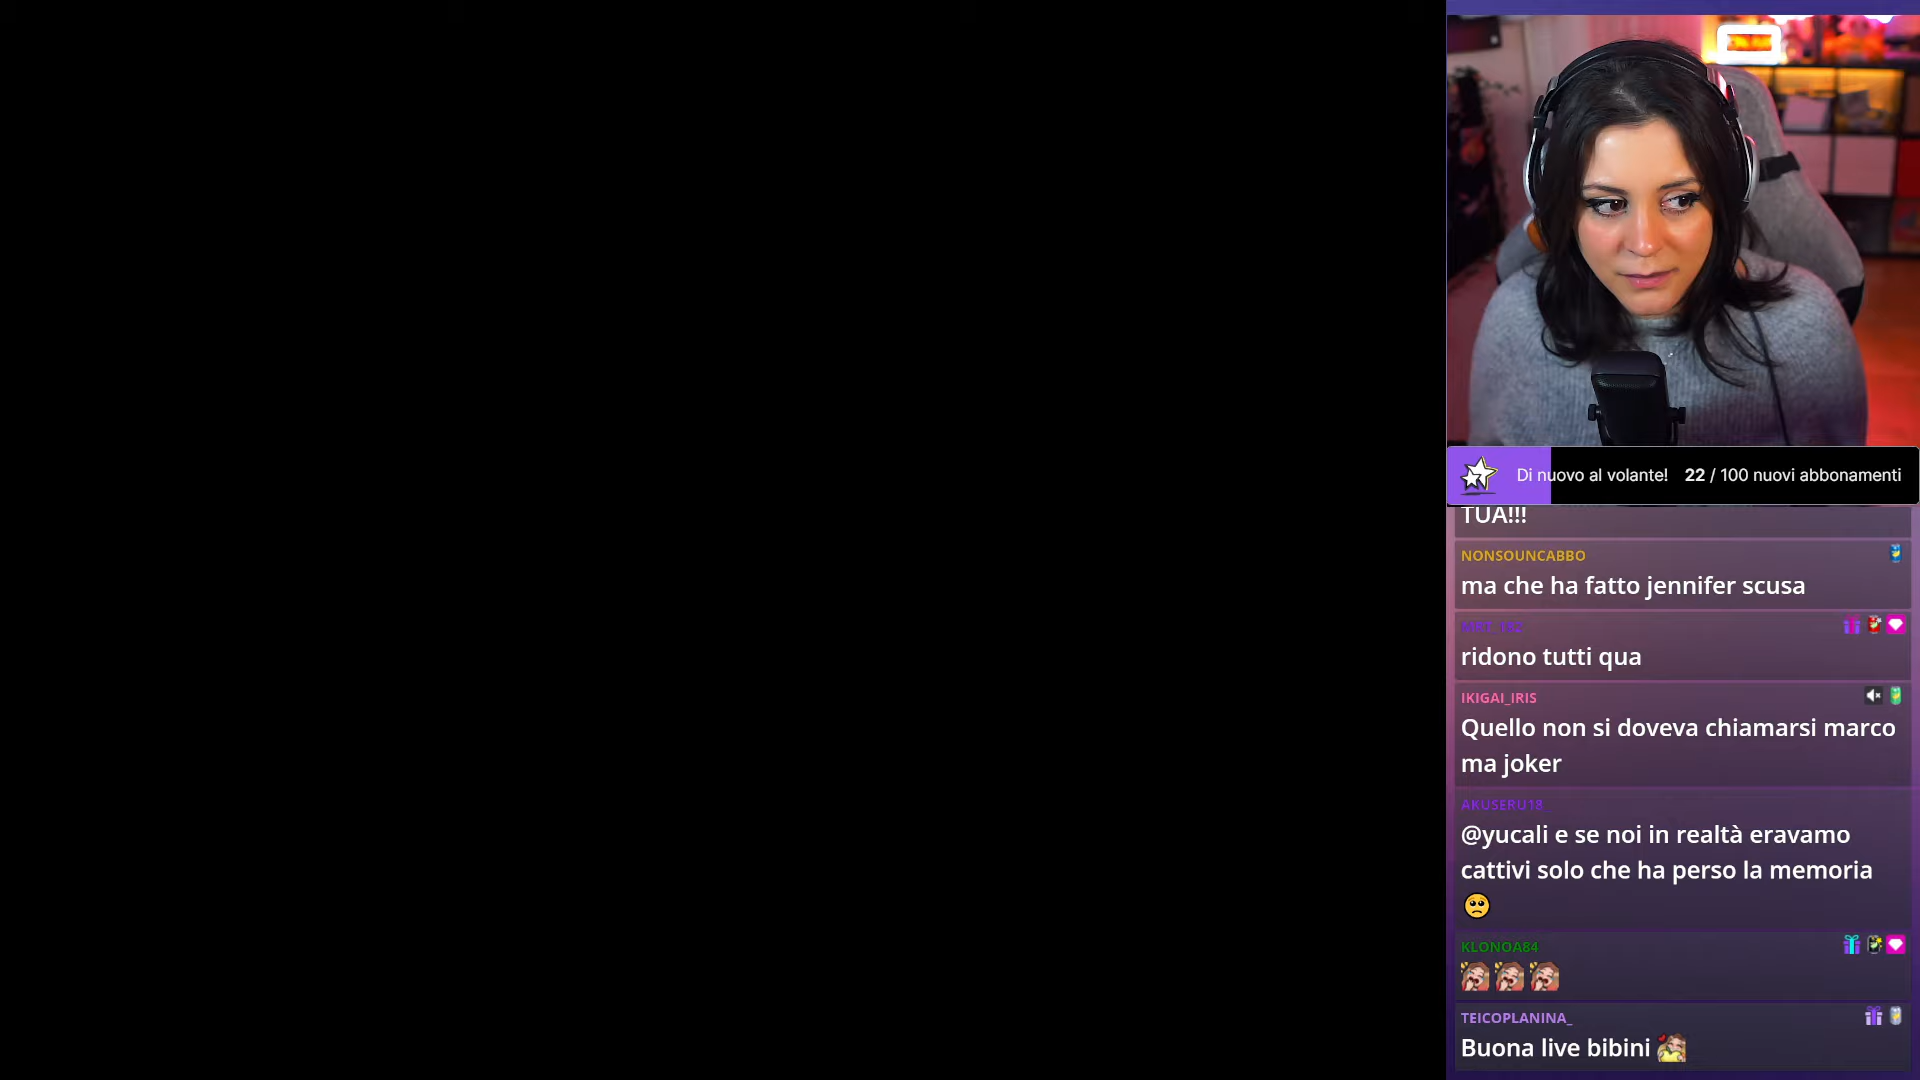 Di nuovo al volante! 22 / 100 nuovi abbonamenti
TUA!!!
NONSOUNCABBO
ma che ha fatto jennifer scusa
ridono tutti qua
IKIGAI_IRIS
Quello non si doveva chiamarsi marco
ma joker
AKUSERU18
@yucali e se noi in realtà eravamo
cattivi solo che ha perso la memoria
🥺
KLONOA84
TEICOPLANINA_
Buona live bibini